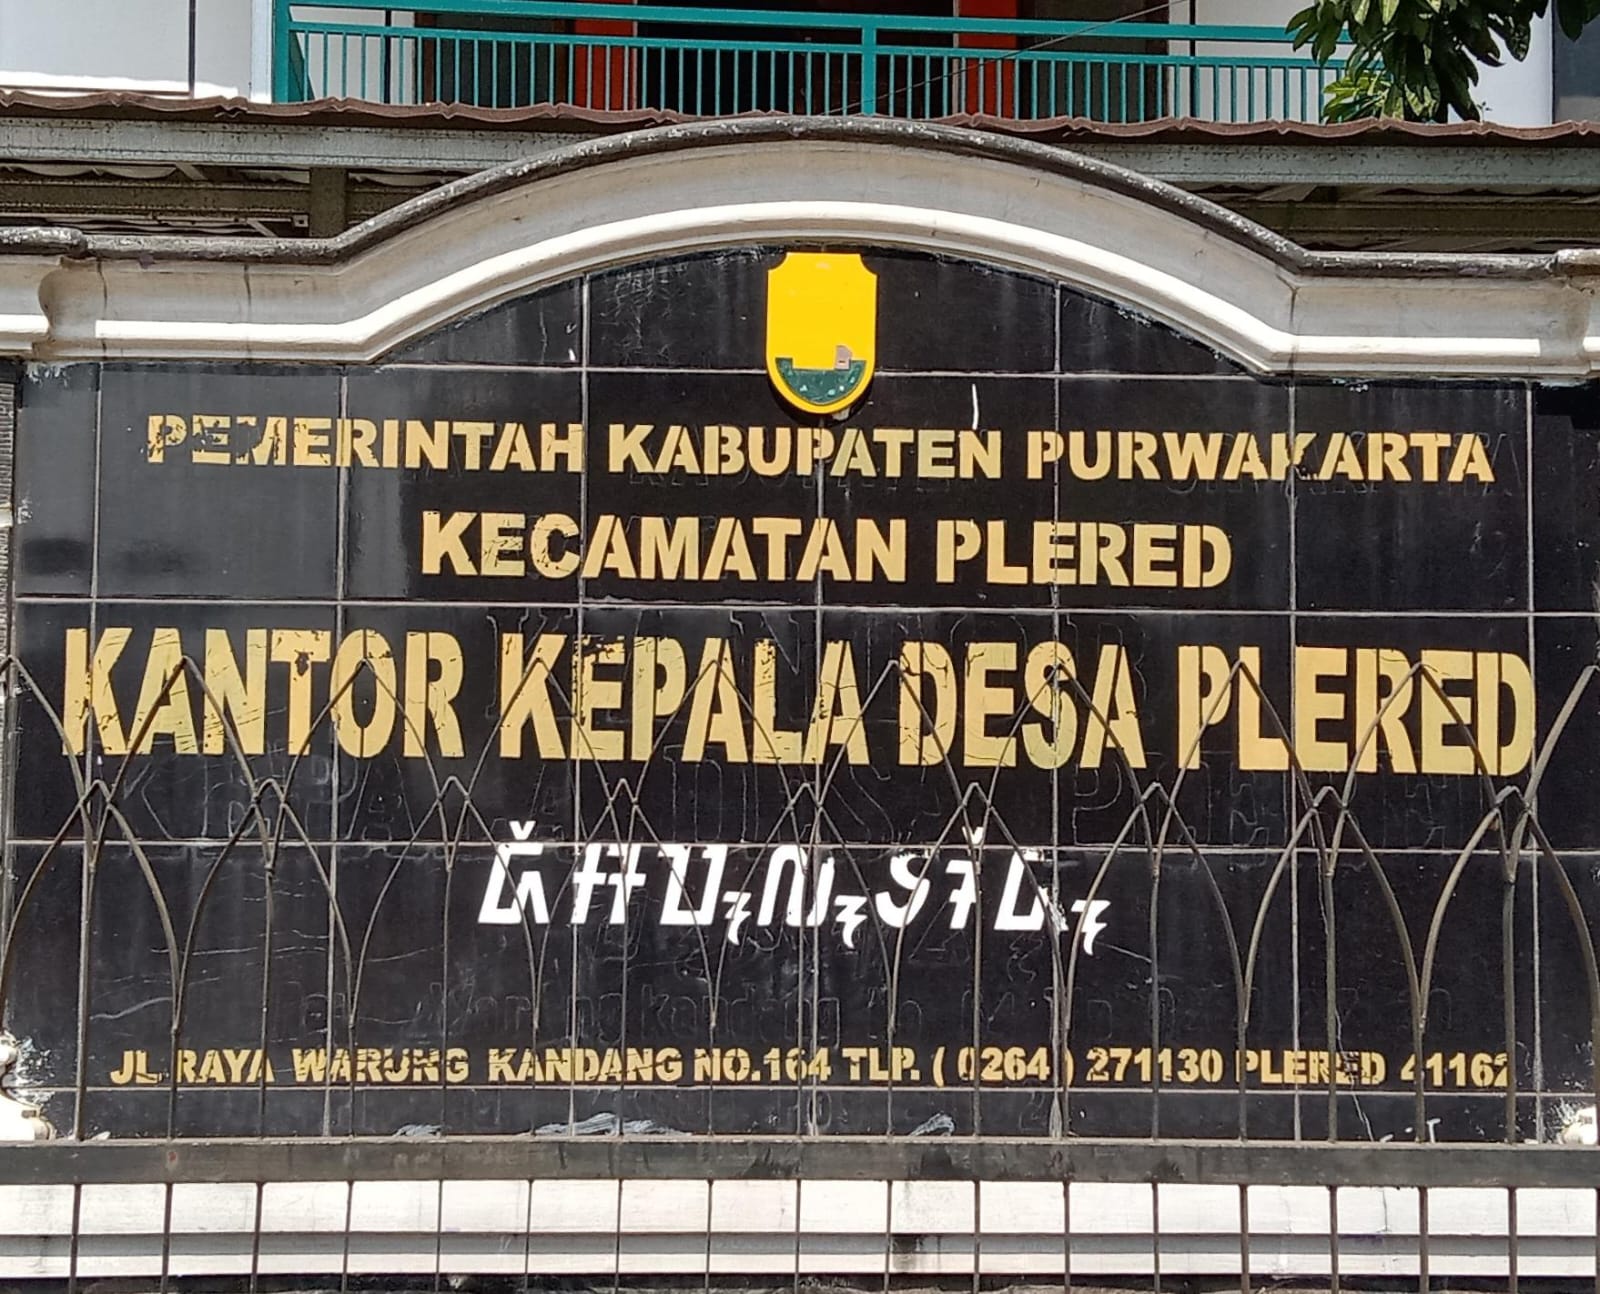 PEMERINTAH KABUPATEN PURWAKARTA
KECAMATAN PLERED
KANTOR KEPALA DESA PLERED
JL.RAYA WARUNG KANDANG NO.164 TLP. ( 0264 ) 271130 PLERED 41162